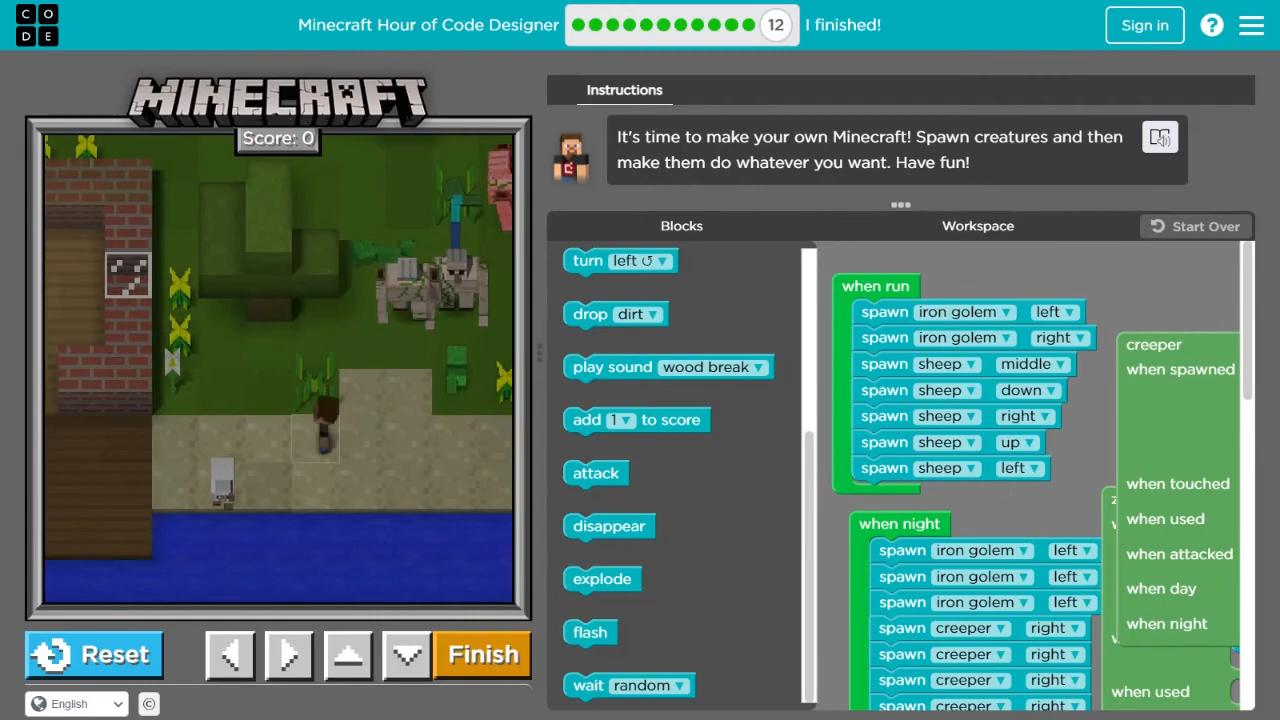 CO
DE
Minecraft Hour of Code Designer
12
I finished!
Sign in
?
MINECRAFT
Score: 0
Instructions
It's time to make your own Minecraft! Spawn creatures and then
make them do whatever you want. Have fun!
Blocks
Workspace
Start Over
turn left ↺ ▼
drop dirt ▼
play sound wood break ▼
add 1 ▼ to score
attack
disappear
explode
flash
wait random ▼
when run
spawn iron golem ▼ left ▼
spawn iron golem ▼ right ▼
spawn sheep ▼ middle ▼
spawn sheep ▼ down ▼
spawn sheep ▼ right ▼
spawn sheep ▼ up ▼
spawn sheep ▼ left ▼
when night
spawn iron golem ▼ left ▼
spawn iron golem ▼ left ▼
spawn iron golem ▼ left ▼
spawn creeper ▼ right ▼
spawn creeper ▼ right ▼
spawn creeper ▼ right ▼
spawn creeper ▼ right ▼
creeper
when spawned
when touched
when used
when attacked
when day
when night
when used
Reset
Finish
English
©